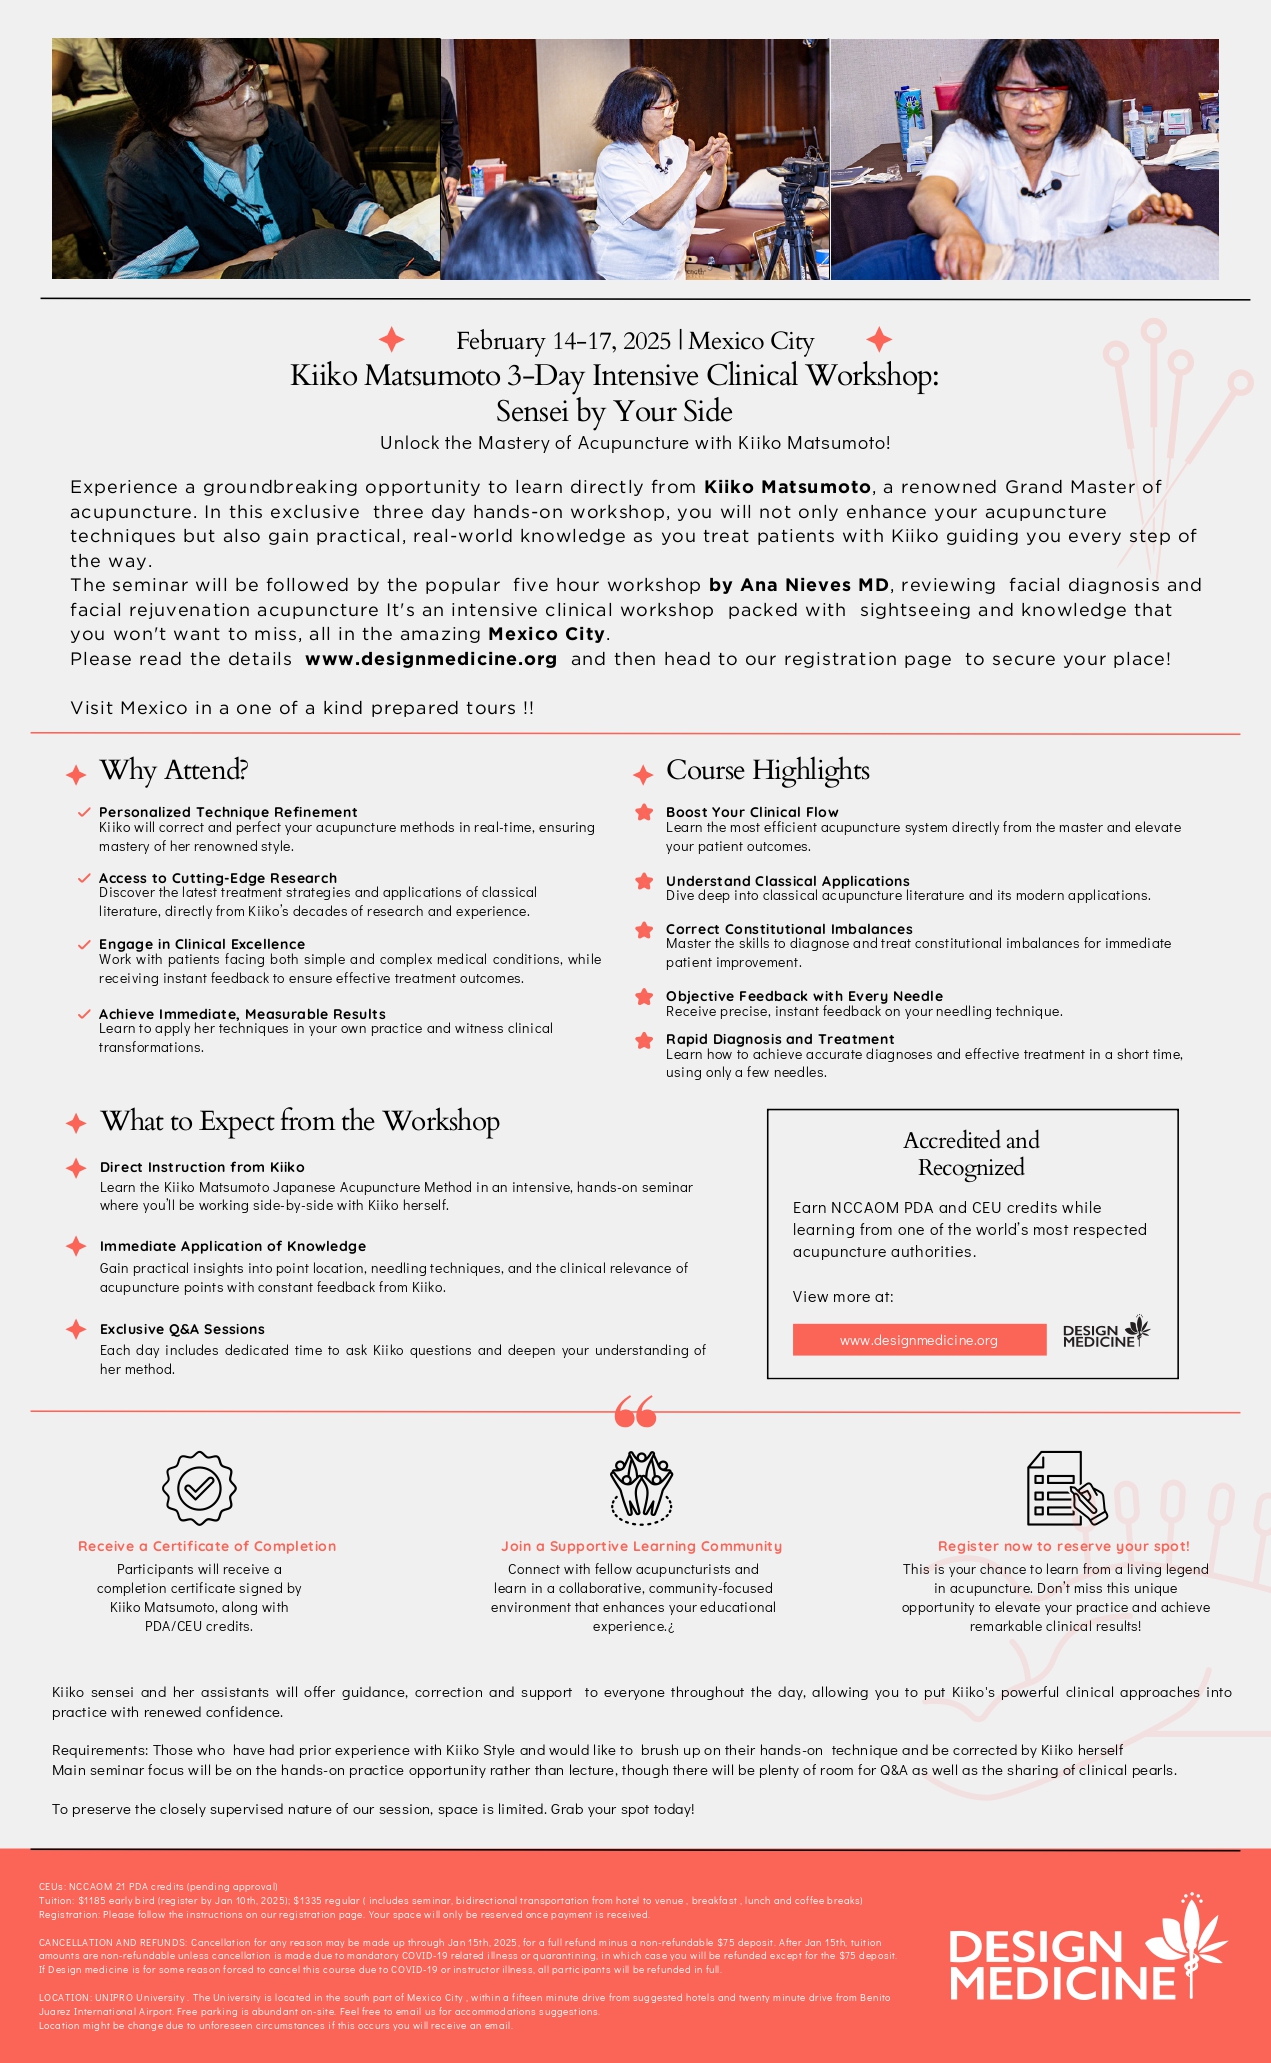 February 14-17, 2025 | Mexico City
Kiiko Matsumoto 3-Day Intensive Clinical Workshop:
Sensei by Your Side
Unlock the Mastery of Acupuncture with Kiiko Matsumoto!
Experience a groundbreaking opportunity to learn directly from Kiiko Matsumoto, a renowned Grand Master of
acupuncture. In this exclusive three day hands-on workshop, you will not only enhance your acupuncture
techniques but also gain practical, real-world knowledge as you treat patients with Kiiko guiding you every step of
the way.
The seminar will be followed by the popular five hour workshop by Ana Nieves MD, reviewing facial diagnosis and
facial rejuvenation acupuncture It's an intensive clinical workshop packed with sightseeing and knowledge that
you won't want to miss, all in the amazing Mexico City.
Please read the details www.designmedicine.org and then head to our registration page to secure your place!
Visit Mexico in a one of a kind prepared tours !!
Why Attend?
Personalized Technique Refinement
Kiiko will correct and perfect your acupuncture methods in real-time, ensuring
mastery of her renowned style.
Access to Cutting-Edge Research
Discover the latest treatment strategies and applications of classical
literature, directly from Kiiko's decades of research and experience.
Engage in Clinical Excellence
Work with patients facing both simple and complex medical conditions, while
receiving instant feedback to ensure effective treatment outcomes.
Achieve Immediate, Measurable Results
Learn to apply her techniques in your own practice and witness clinical
transformations.
Course Highlights
Boost Your Clinical Flow
Learn the most efficient acupuncture system directly from the master and elevate
your patient outcomes.
Understand Classical Applications
Dive deep into classical acupuncture literature and its modern applications.
Correct Constitutional Imbalances
Master the skills to diagnose and treat constitutional imbalances for immediate
patient improvement.
Objective Feedback with Every Needle
Receive precise, instant feedback on your needling technique.
Rapid Diagnosis and Treatment
Learn how to achieve accurate diagnoses and effective treatment in a short time,
using only a few needles.
What to Expect from the Workshop
Direct Instruction from Kiiko
Learn the Kiiko Matsumoto Japanese Acupuncture Method in an intensive, hands-on seminar
where you'll be working side-by-side with Kiiko herself.
Immediate Application of Knowledge
Gain practical insights into point location, needling techniques, and the clinical relevance of
acupuncture points with constant feedback from Kiiko.
Exclusive Q&A Sessions
Each day includes dedicated time to ask Kiiko questions and deepen your understanding of
her method.
Accredited and
Recognized
Earn NCCAOM PDA and CEU credits while
learning from one of the world's most respected
acupuncture authorities.
View more at:
www.designmedicine.org
DESIGN
MEDICINE
Receive a Certificate of Completion
Participants will receive a
completion certificate signed by
Kiiko Matsumoto, along with
PDA/CEU credits.
Join a Supportive Learning Community
Connect with fellow acupuncturists and
learn in a collaborative, community-focused
environment that enhances your educational
experience.¿
Register now to reserve your spot!
This is your chance to learn from a living legend
in acupuncture. Don't miss this unique
opportunity to elevate your practice and achieve
remarkable clinical results!
Kiiko sensei and her assistants will offer guidance, correction and support to everyone throughout the day, allowing you to put Kiiko's powerful clinical approaches into
practice with renewed confidence.
Requirements: Those who have had prior experience with Kiiko Style and would like to brush up on their hands-on technique and be corrected by Kiiko herself
Main seminar focus will be on the hands-on practice opportunity rather than lecture, though there will be plenty of room for Q&A as well as the sharing of clinical pearls.
To preserve the closely supervised nature of our session, space is limited. Grab your spot today!
CEUs: NCCAOM 21 PDA credits (pending approval)
Tuition: $1185 early bird (register by Jan 10th, 2025); $1335 regular ( includes seminar, bidirectional transportation from hotel to venue , breakfast , lunch and coffee breaks)
Registration: Please follow the instructions on our registration page. Your space will only be reserved once payment is received.
CANCELLATION AND REFUNDS: Cancellation for any reason may be made up through Jan 15th, 2025, for a full refund minus a non-refundable $75 deposit. After Jan 15th, tuition
amounts are non-refundable unless cancellation is made due to mandatory COVID-19 related illness or quarantining, in which case you will be refunded except for the $75 deposit.
If Design medicine is for some reason forced to cancel this course due to COVID-19 or instructor illness, all participants will be refunded in full.
LOCATION: UNIPRO University . The University is located in the south part of Mexico City , within a fifteen minute drive from suggested hotels and twenty minute drive from Benito
Juarez International Airport. Free parking is abundant on-site. Feel free to email us for accommodations suggestions.
Location might be change due to unforeseen circumstances if this occurs you will receive an email.
DESIGN
MEDICINE